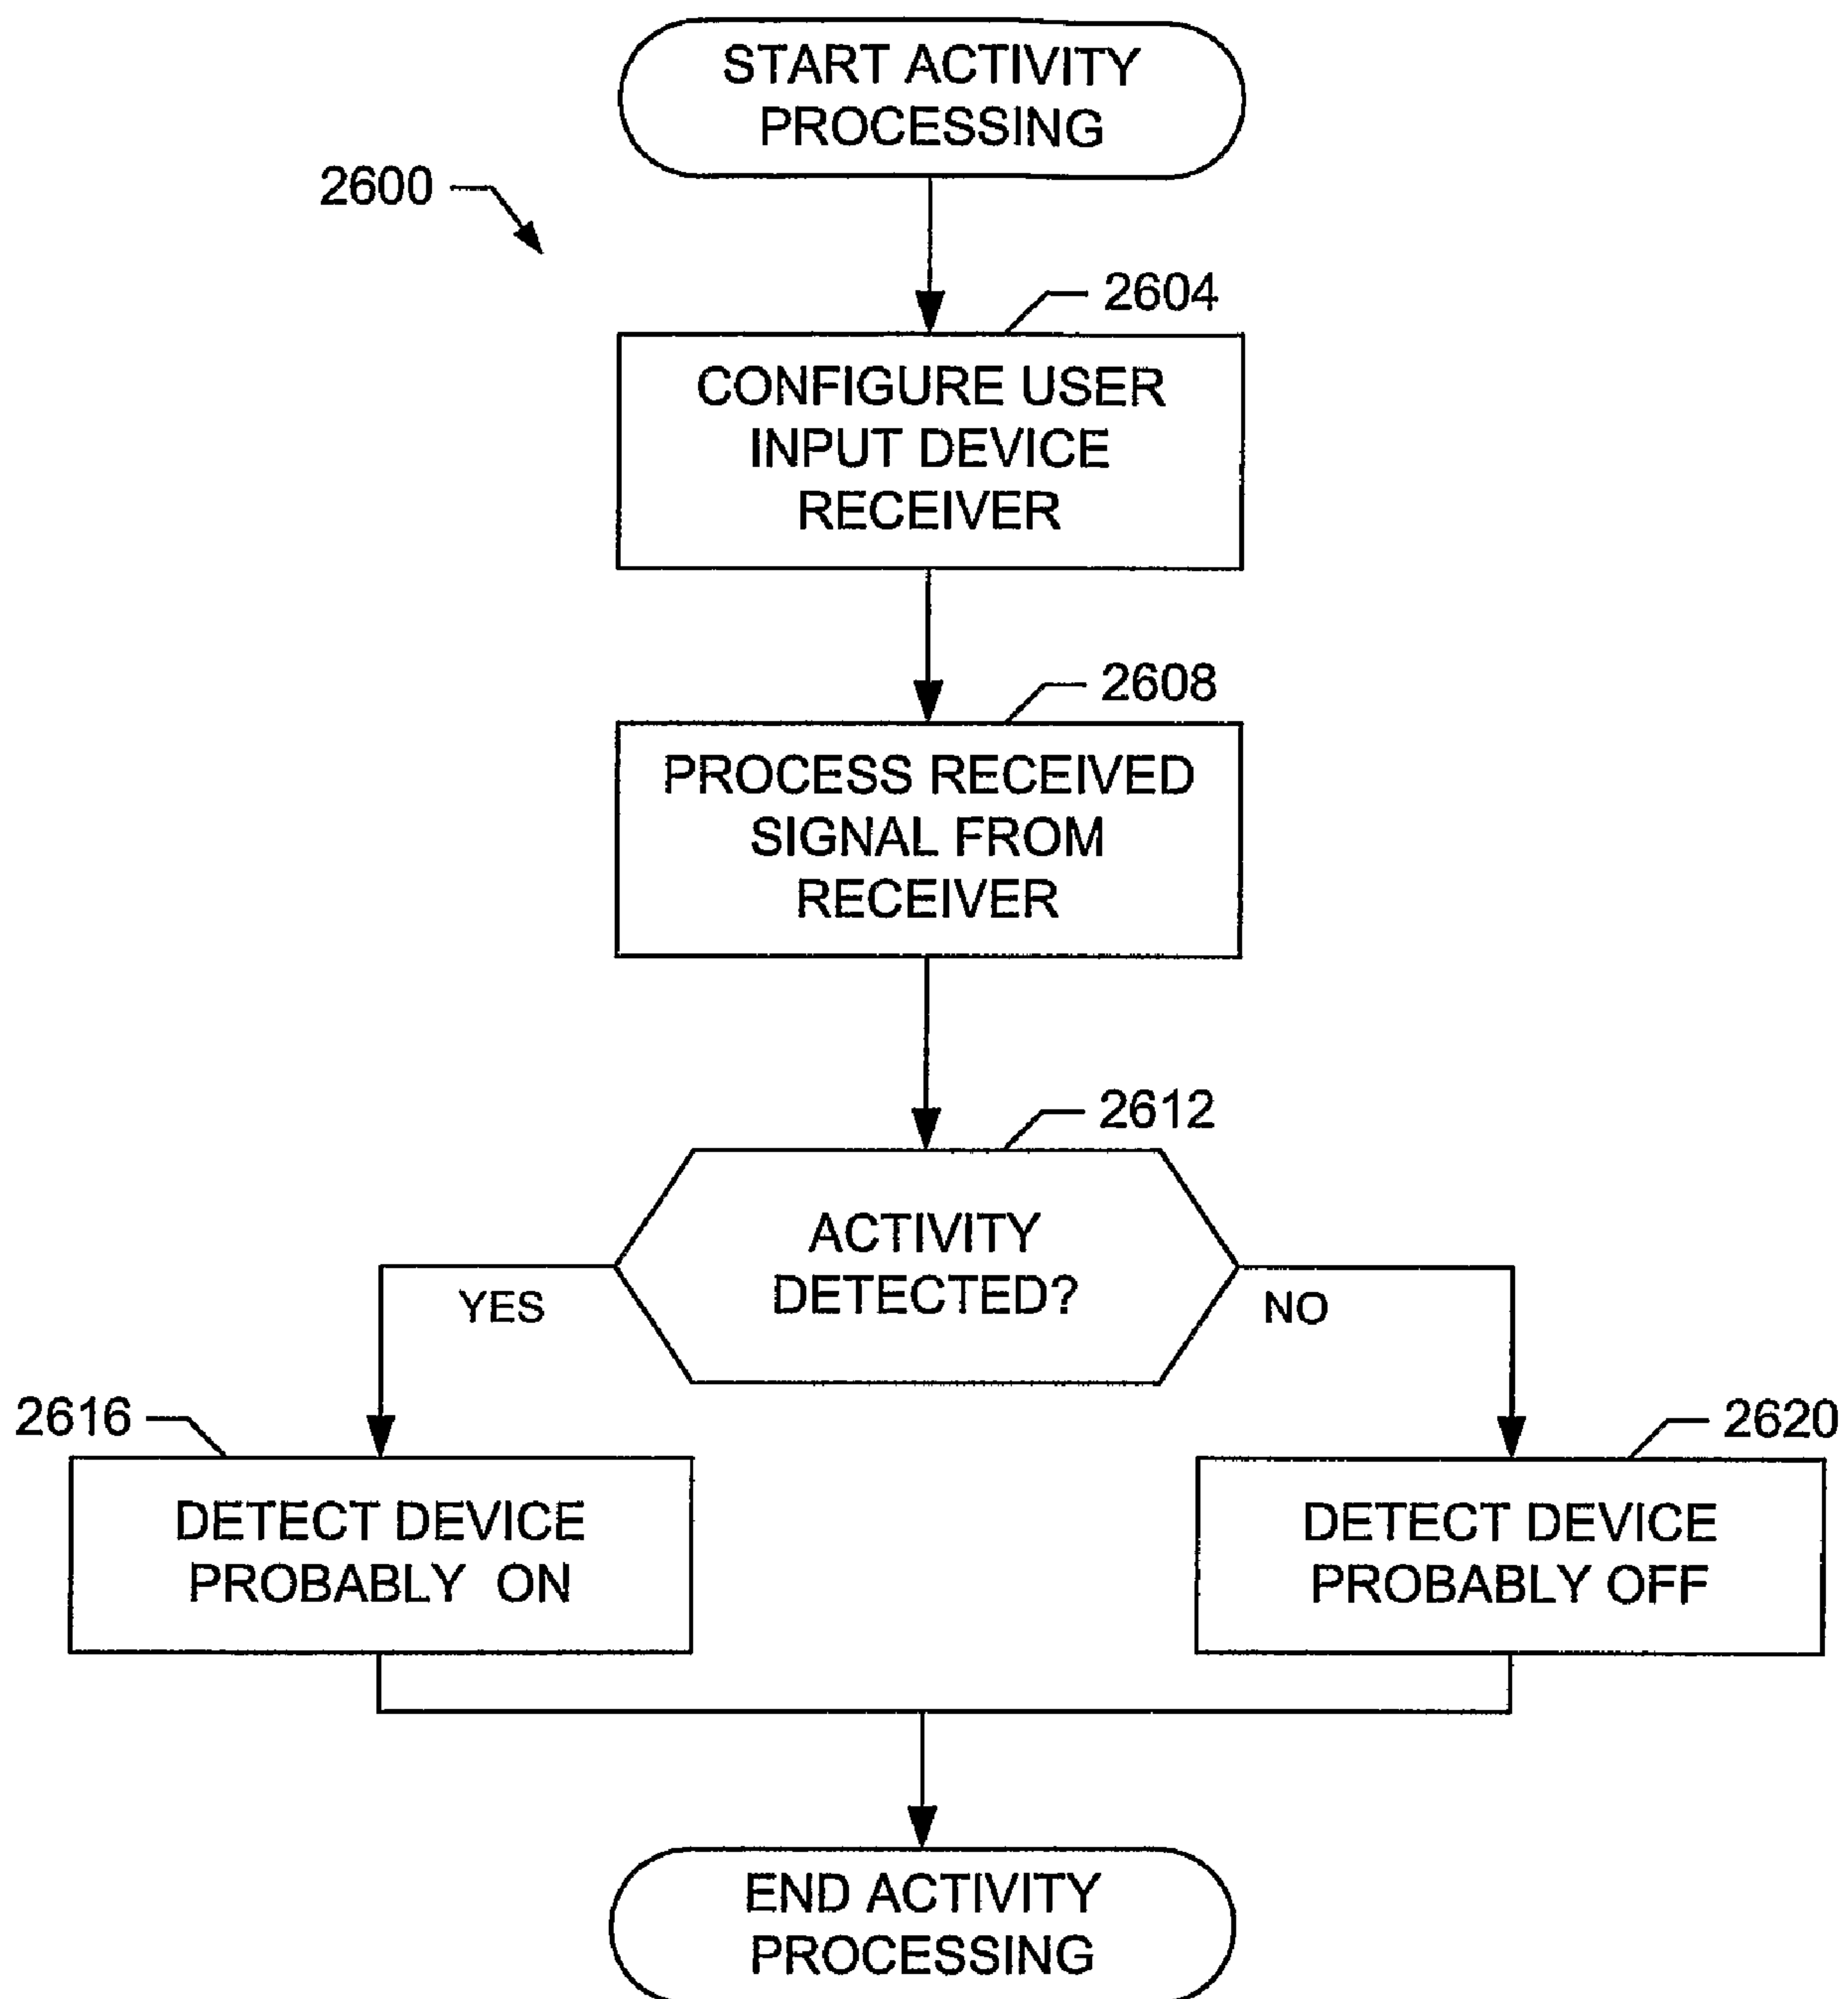 START ACTIVITY
PROCESSING
2600
2604
CONFIGURE USER
INPUT DEVICE
RECEIVER
2608
PROCESS RECEIVED
SIGNAL FROM
RECEIVER
2612
ACTIVITY
DETECTED?
YES
NO
2616
2620
DETECT DEVICE
PROBABLY ON
DETECT DEVICE
PROBABLY OFF
END ACTIVITY
PROCESSING